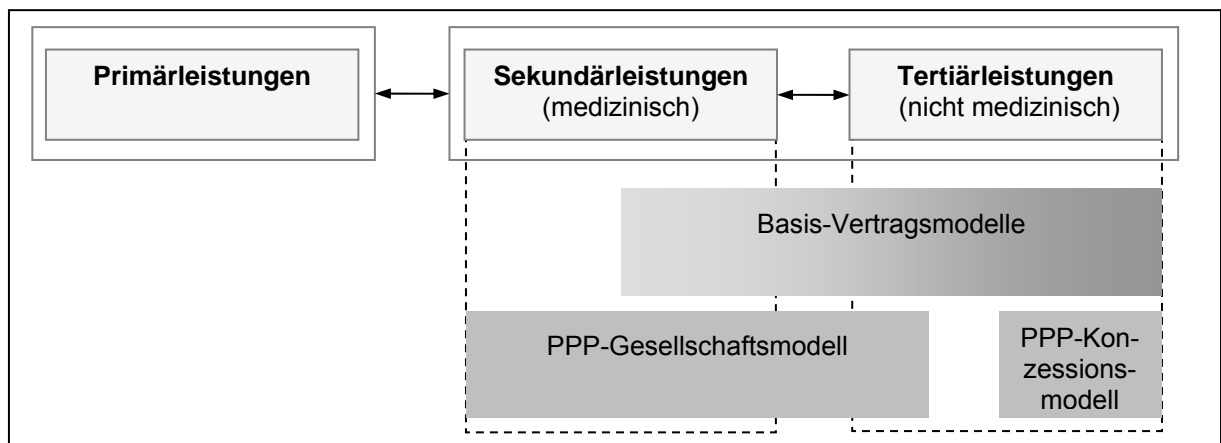 Primärleistungen
Sekundärleistungen
(medizinisch)
Tertiärleistungen
(nicht medizinisch)
Basis-Vertragsmodelle
PPP-Gesellschaftsmodell
PPP-Kon-
zessions-
modell